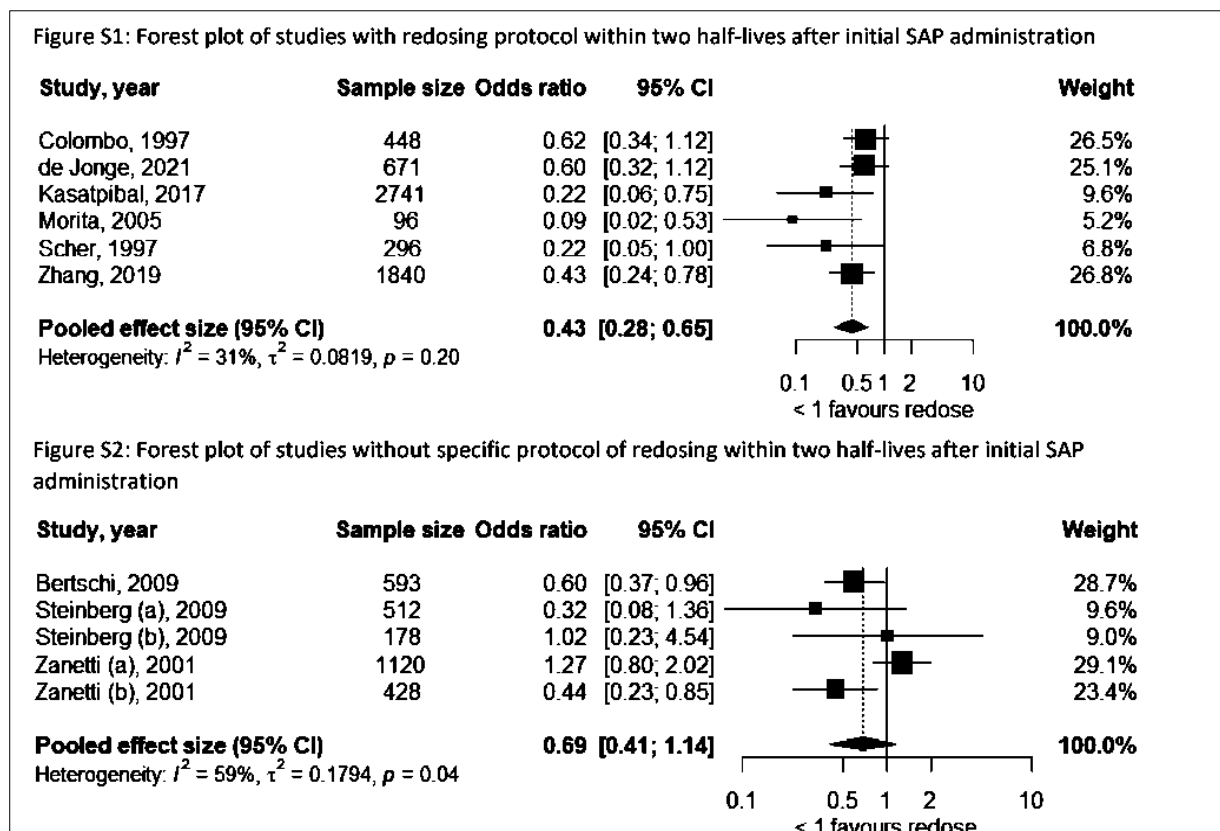 Figure S1: Forest plot of studies with redosing protocol within two half-lives after initial SAP administration
Study, year Sample size Odds ratio 95% CI Weight
Colombo, 1997 448 0.62 [0.34; 1.12] 26.5%
de Jonge, 2021 671 0.60 [0.32; 1.12] 25.1%
Kasatpibal, 2017 2741 0.22 [0.06; 0.75] 9.6%
Morita, 2005 96 0.09 [0.02; 0.53] 5.2%
Scher, 1997 296 0.22 [0.05; 1.00] 6.8%
Zhang, 2019 1840 0.43 [0.24; 0.78] 26.8%
Pooled effect size (95% CI) 0.43 [0.28; 0.65] 100.0%
Heterogeneity: I² = 31%, τ² = 0.0819, p = 0.20
0.1 0.5 1 2 10
< 1 favours redose
Figure S2: Forest plot of studies without specific protocol of redosing within two half-lives after initial SAP
administration
Study, year Sample size Odds ratio 95% CI Weight
Bertschi, 2009 593 0.60 [0.37; 0.96] 28.7%
Steinberg (a), 2009 512 0.32 [0.08; 1.36] 9.6%
Steinberg (b), 2009 178 1.02 [0.23; 4.54] 9.0%
Zanetti (a), 2001 1120 1.27 [0.80; 2.02] 29.1%
Zanetti (b), 2001 428 0.44 [0.23; 0.85] 23.4%
Pooled effect size (95% CI) 0.69 [0.41; 1.14] 100.0%
Heterogeneity: I² = 59%, τ² = 0.1794, p = 0.04
0.1 0.5 1 2 10
< 1 favours redose